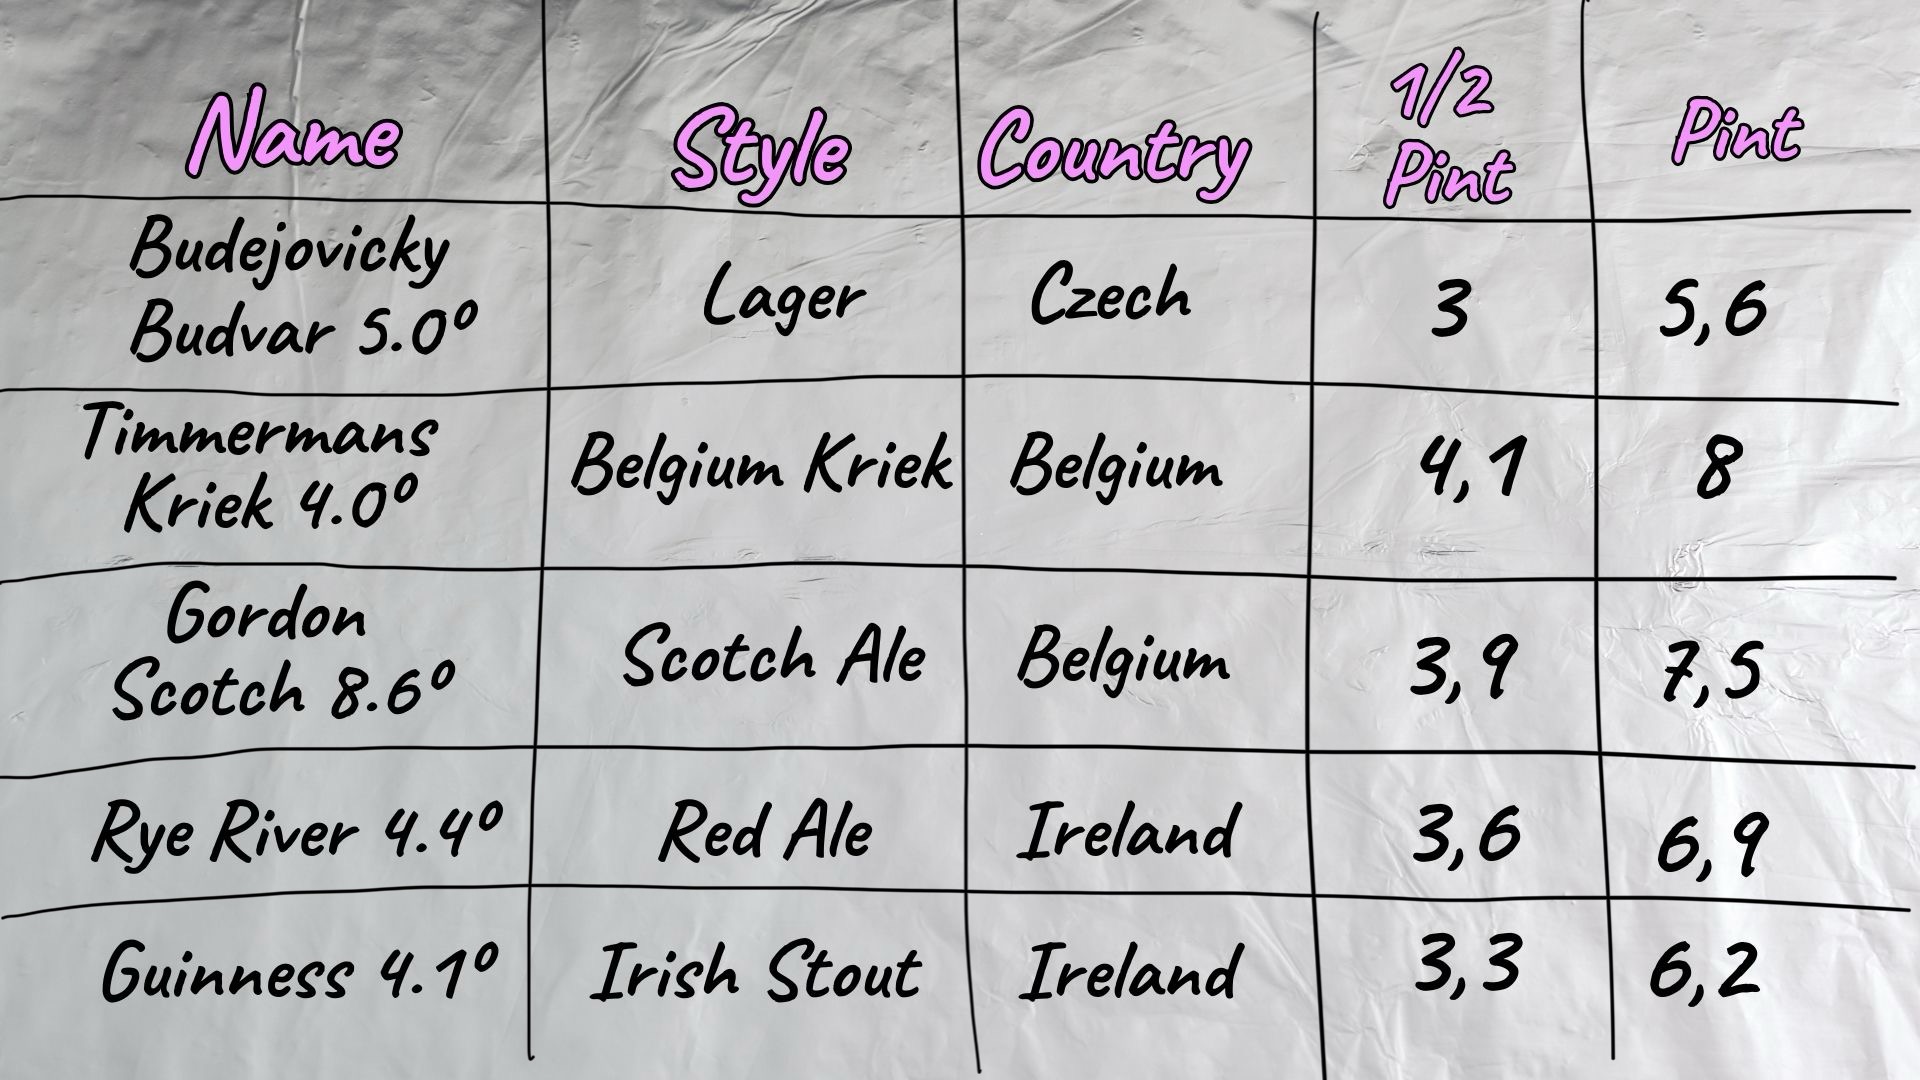 Name Style Country 1/2 Pint Pint
Budejovicky
Budvar 5.0º Lager Czech 3 5,6
Timmermans
Kriek 4.0º Belgium Kriek Belgium 4,1 8
Gordon
Scotch 8.6º Scotch Ale Belgium 3,9 7,5
Rye River 4.4º Red Ale Ireland 3,6 6,9
Guinness 4.1º Irish Stout Ireland 3,3 6,2